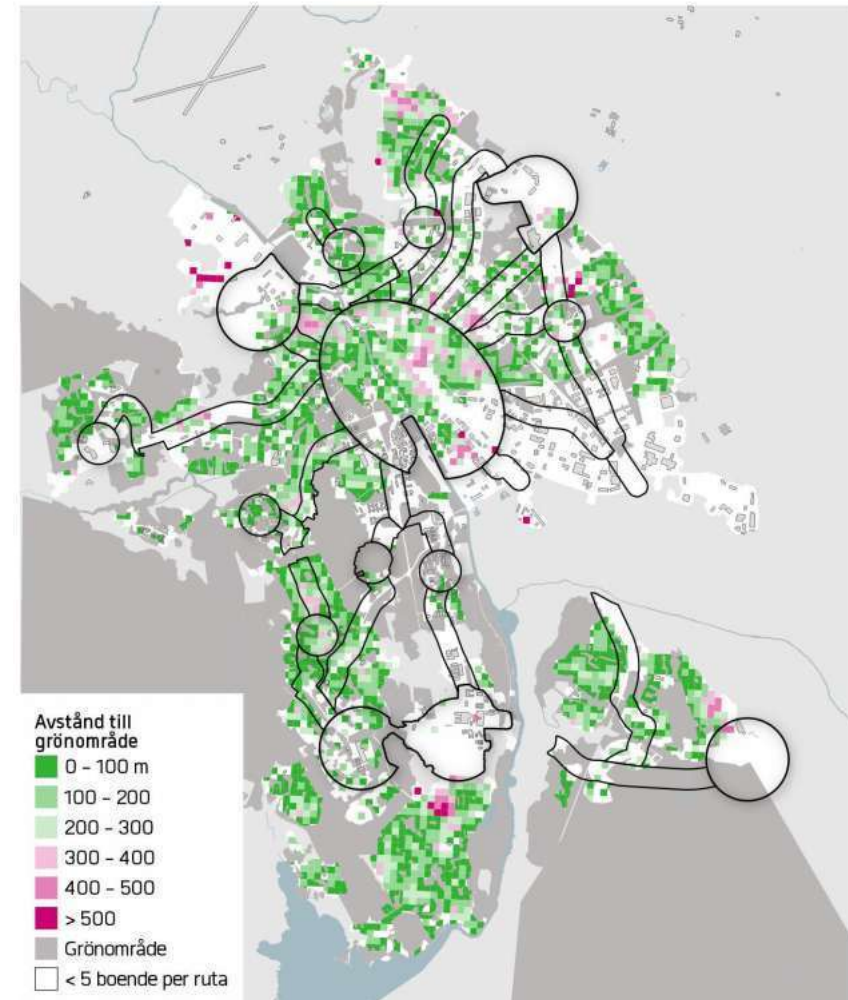 Avstånd till
grönområde
0 – 100 m
100 – 200
200 – 300
300 – 400
400 – 500
> 500
Grönområde
< 5 boende per ruta